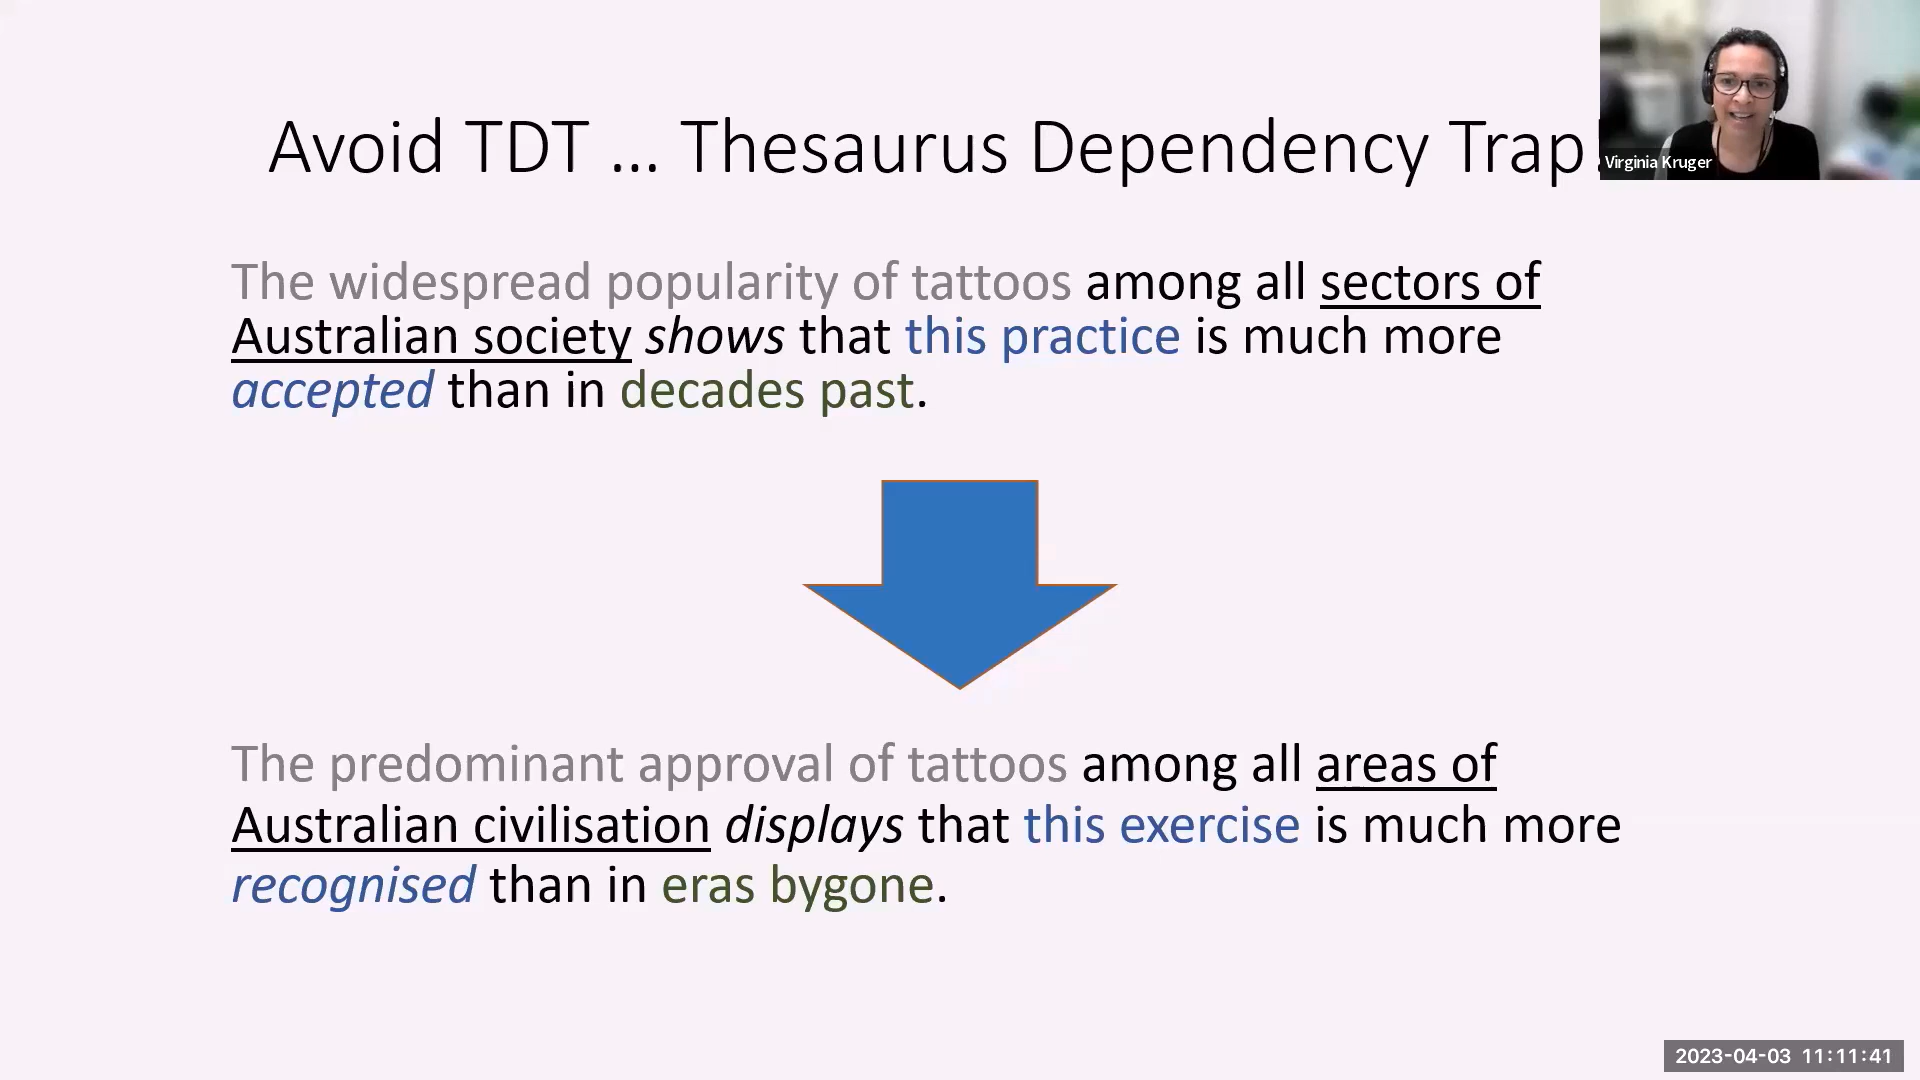 Avoid TDT ... Thesaurus Dependency Trap
Virginia Kruger
The widespread popularity of tattoos among all sectors of
Australian society shows that this practice is much more
accepted than in decades past.
The predominant approval of tattoos among all areas of
Australian civilisation displays that this exercise is much more
recognised than in eras bygone.
2023-04-03 11:11:41